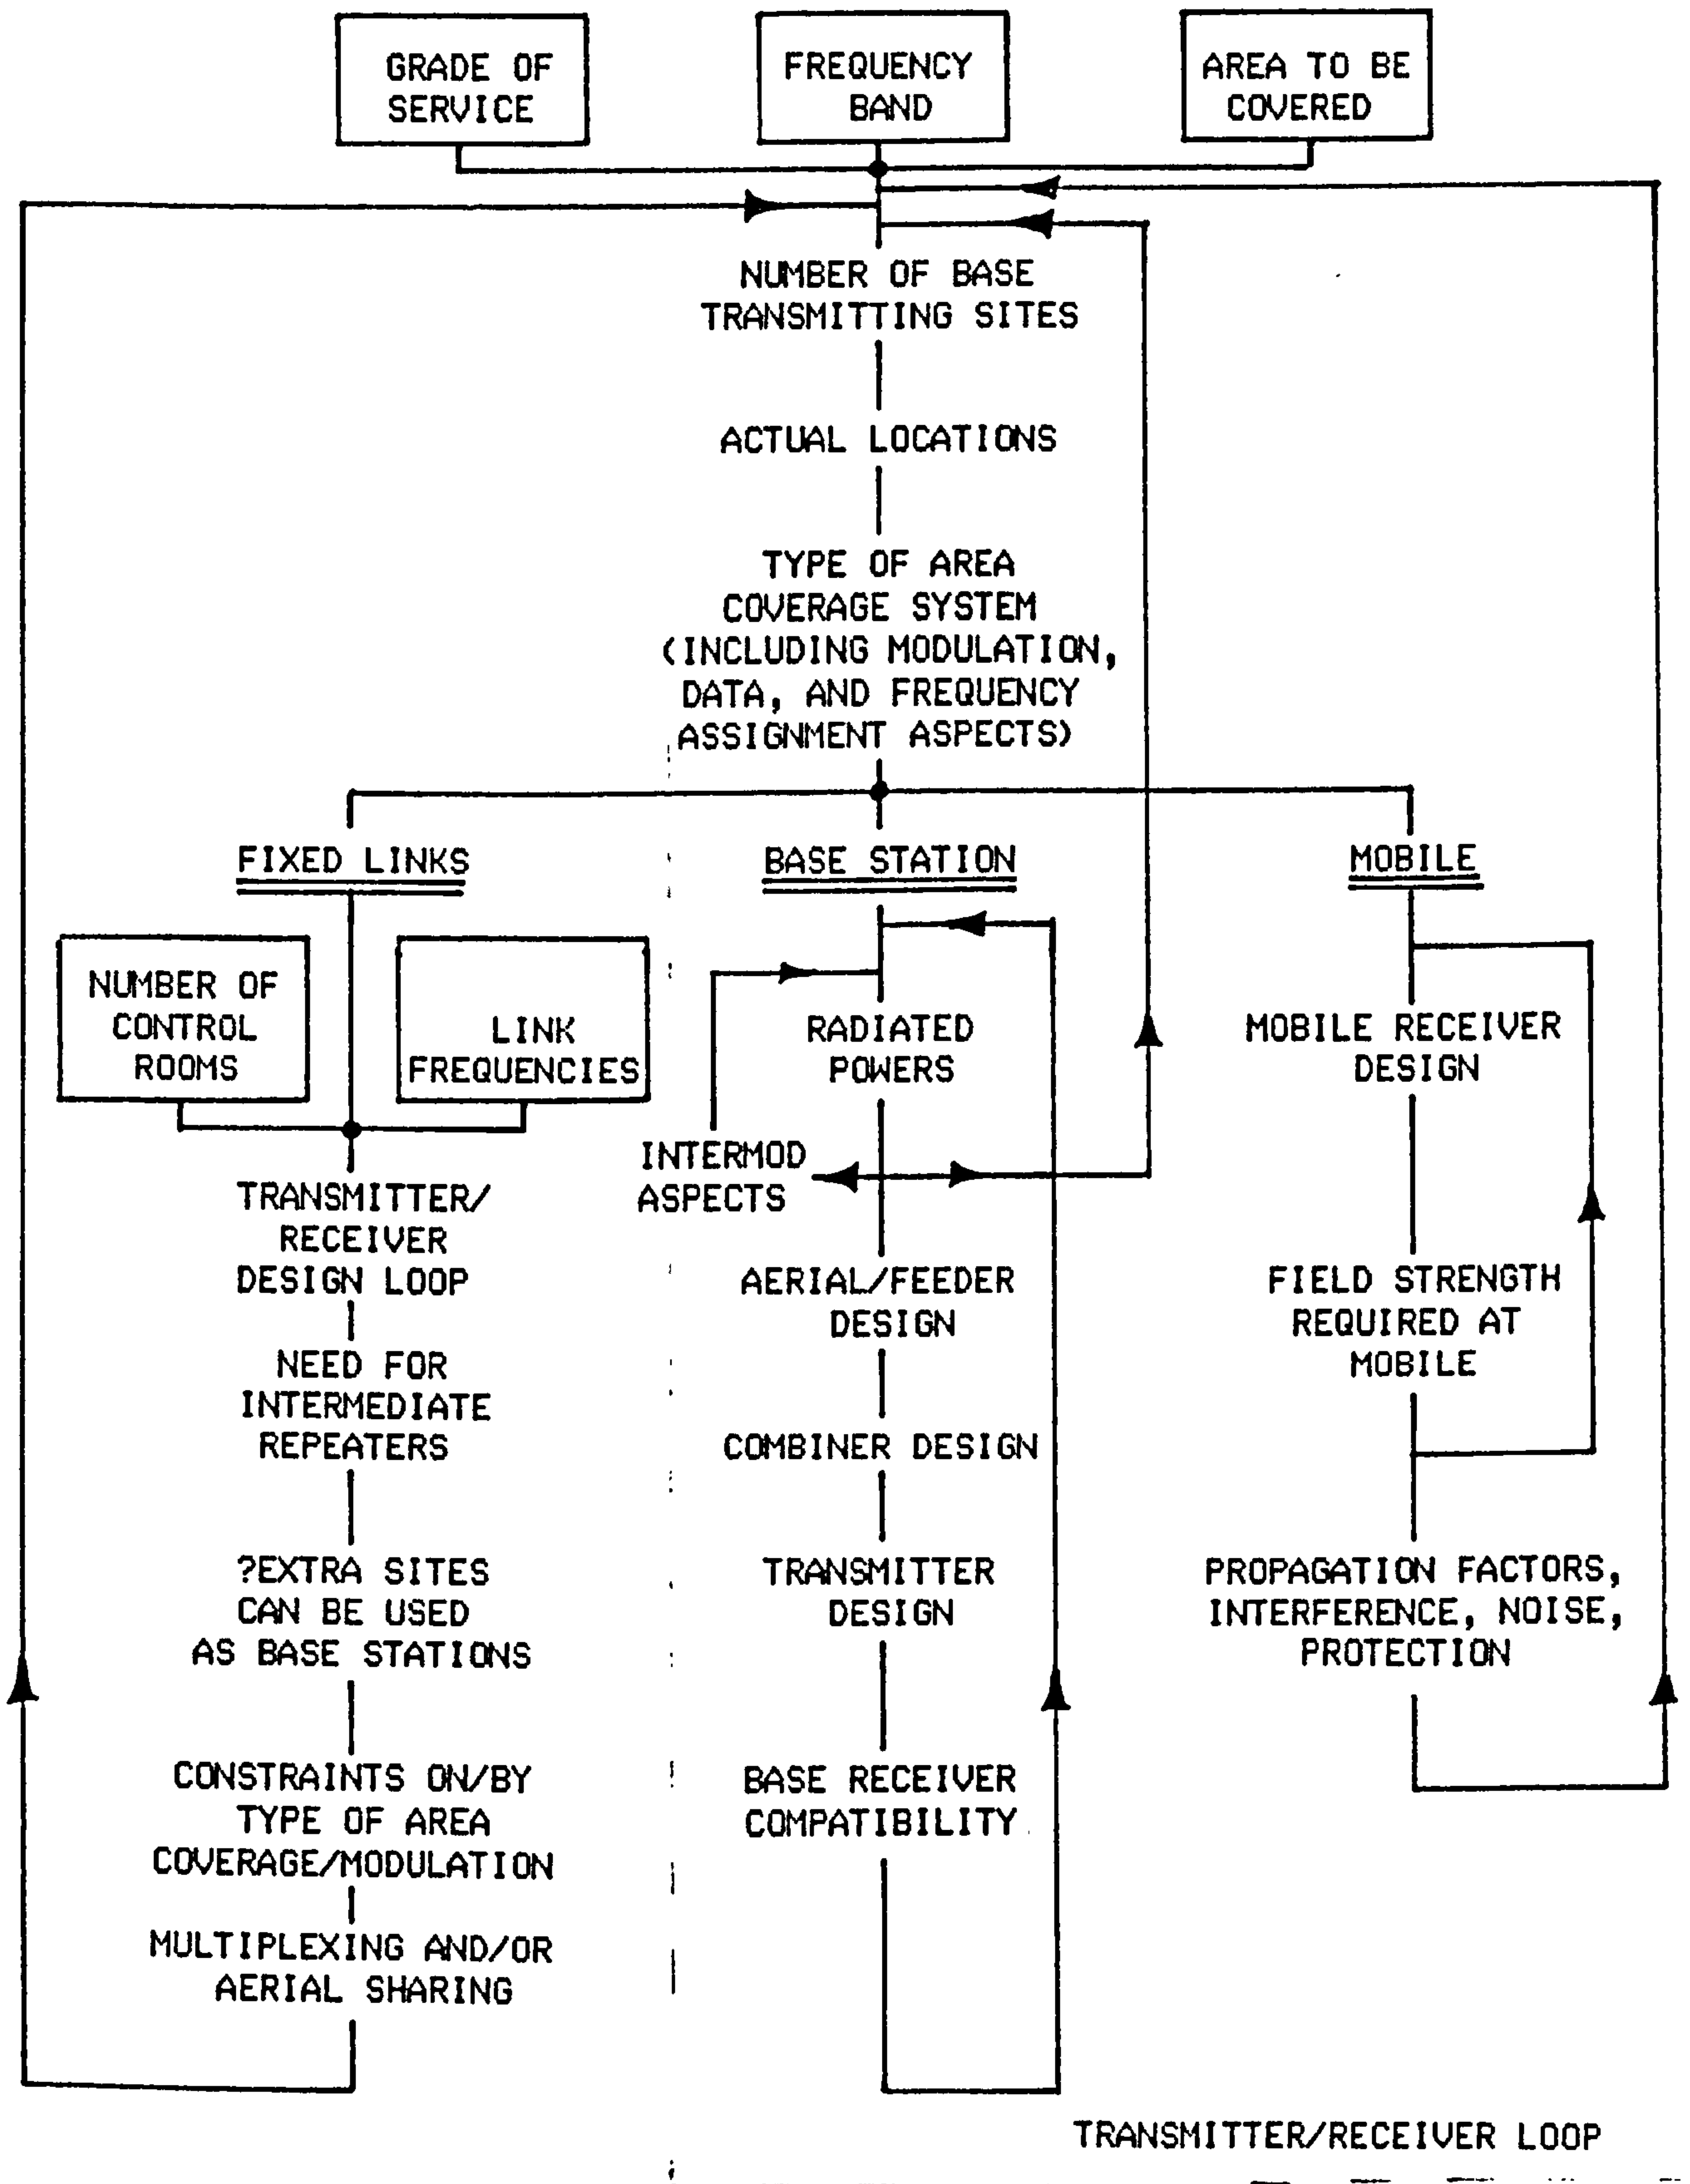 GRADE OF
SERVICE
FREQUENCY
BAND
AREA TO BE
COVERED
NUMBER OF BASE
TRANSMITTING SITES
ACTUAL LOCATIONS
TYPE OF AREA
COVERAGE SYSTEM
(INCLUDING MODULATION,
DATA, AND FREQUENCY
ASSIGNMENT ASPECTS)
FIXED LINKS
NUMBER OF
CONTROL
ROOMS
LINK
FREQUENCIES
TRANSMITTER/
RECEIVER
DESIGN LOOP
NEED FOR
INTERMEDIATE
REPEATERS
?EXTRA SITES
CAN BE USED
AS BASE STATIONS
CONSTRAINTS ON/BY
TYPE OF AREA
COVERAGE/MODULATION
MULTIPLEXING AND/OR
AERIAL SHARING
BASE STATION
RADIATED
POWERS
INTERMOD
ASPECTS
AERIAL/FEEDER
DESIGN
COMBINER DESIGN
TRANSMITTER
DESIGN
BASE RECEIVER
COMPATIBILITY
MOBILE
MOBILE RECEIVER
DESIGN
FIELD STRENGTH
REQUIRED AT
MOBILE
PROPAGATION FACTORS,
INTERFERENCE, NOISE,
PROTECTION
TRANSMITTER/RECEIVER LOOP